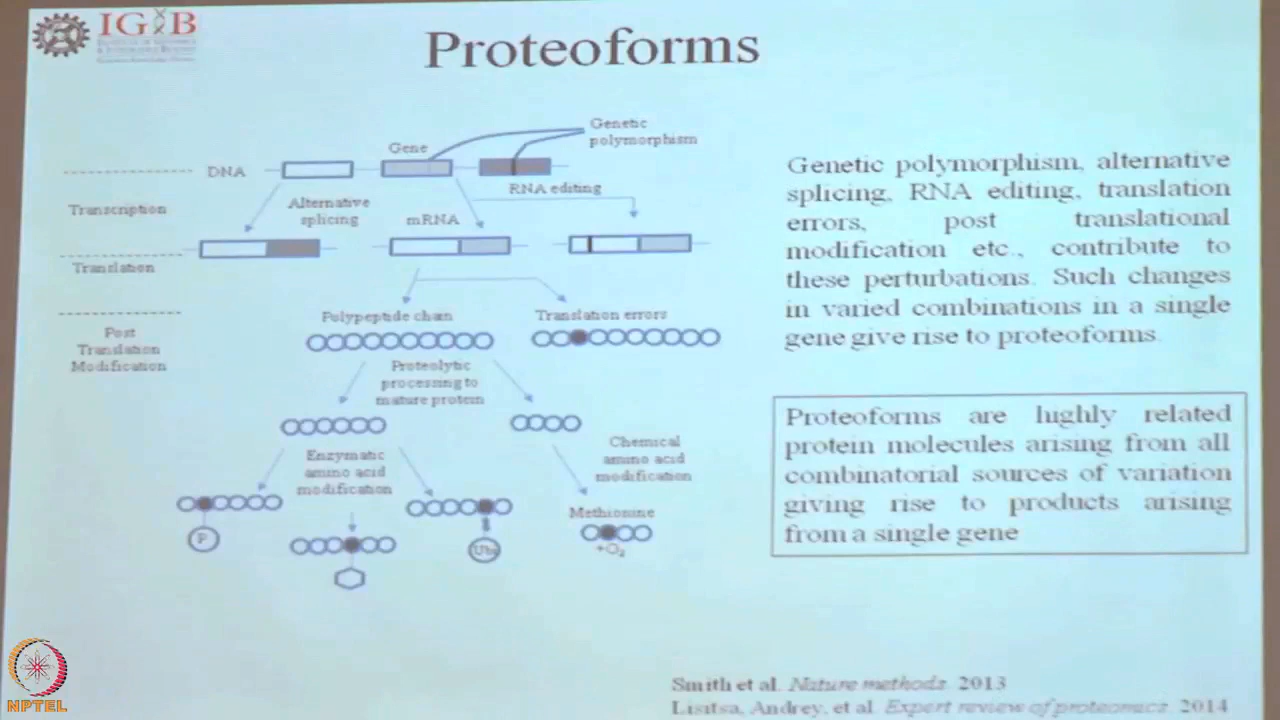 IGIB
Proteoforms
Genetic
polymorphism
Gene
DNA
RNA editing
Transcription
Alternative
splicing
mRNA
Translation
Post
Translation
Modification
Polypeptide chain
Translation errors
Proteolytic
processing to
mature protein
Enzymatic
amino acid
modification
Chemical
amino acid
modification
Methionine
P
Ubi
+O2
Genetic polymorphism, alternative
splicing, RNA editing, translation
errors, post translational
modification etc., contribute to
these perturbations. Such changes
in varied combinations in a single
gene give rise to proteoforms.
Proteoforms are highly related
protein molecules arising from all
combinatorial sources of variation
giving rise to products arising
from a single gene
Smith et al. Nature methods. 2013
Lisitsa, Andrey, et al. Expert review of proteomics. 2014
NPTEL